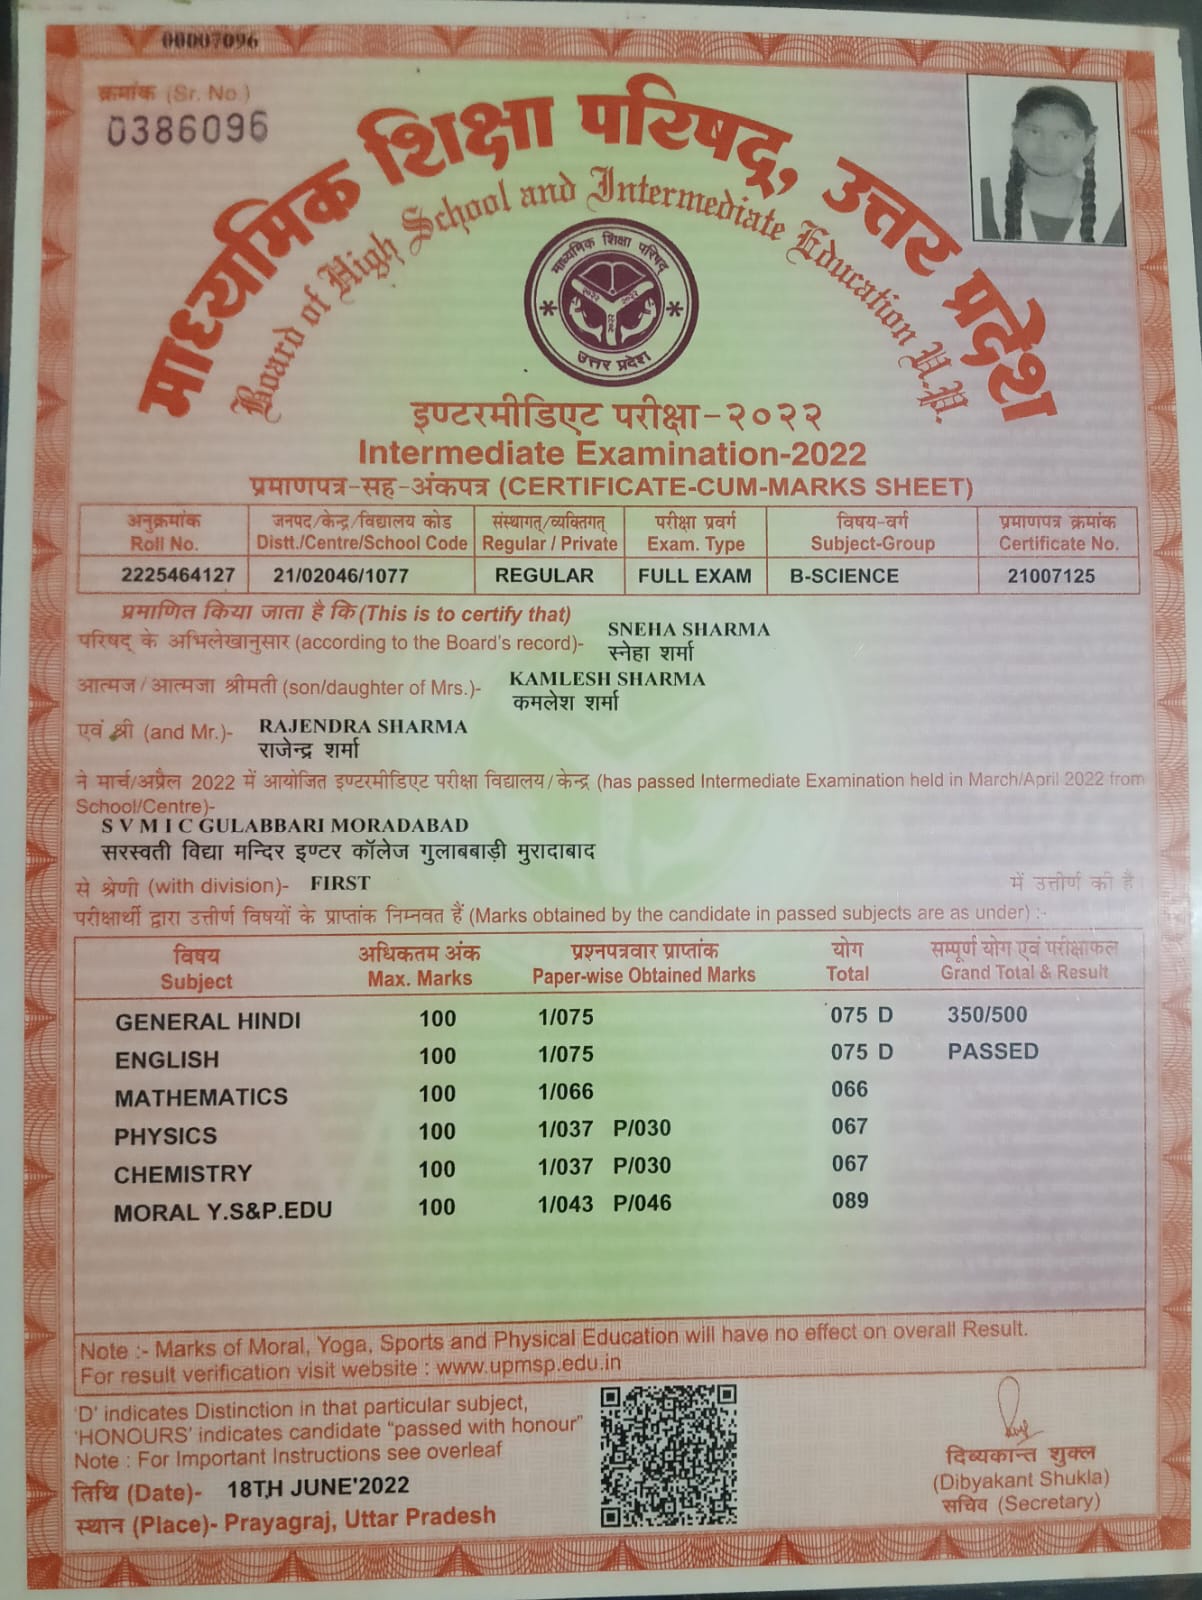 00007096
क्रमांक (Sr. No.)
0386096
माध्यमिक शिक्षा परिषद्, उत्तर प्रदेश
Board of High School and Intermediate Education U.P.
माध्यमिक शिक्षा परिषद्
२०२२ २०२२
२०२२
उत्तर प्रदेश
इण्टरमीडिएट परीक्षा-२०२२
Intermediate Examination-2022
प्रमाणपत्र-सह-अंकपत्र (CERTIFICATE-CUM-MARKS SHEET)
अनुक्रमांक जनपद/केन्द्र/विद्यालय कोड संस्थागत्/व्यक्तिगत् परीक्षा प्रवर्ग विषय-वर्ग प्रमाणपत्र क्रमांक
Roll No. Distt./Centre/School Code Regular / Private Exam. Type Subject-Group Certificate No.
2225464127 21/02046/1077 REGULAR FULL EXAM B-SCIENCE 21007125
प्रमाणित किया जाता है कि (This is to certify that)
SNEHA SHARMA
परिषद् के अभिलेखानुसार (according to the Board's record)-
स्नेहा शर्मा
KAMLESH SHARMA
आत्मज/आत्मजा श्रीमती (son/daughter of Mrs.)-
कमलेश शर्मा
RAJENDRA SHARMA
एवं श्री (and Mr.)-
राजेन्द्र शर्मा
ने मार्च/अप्रैल 2022 में आयोजित इण्टरमीडिएट परीक्षा विद्यालय/केन्द्र (has passed Intermediate Examination held in March/April 2022 from
School/Centre)-
S V M I C GULABBARI MORADABAD
सरस्वती विद्या मन्दिर इण्टर कॉलेज गुलाबबाड़ी मुरादाबाद
से श्रेणी (with division)- FIRST में उत्तीर्ण की है।
परीक्षार्थी द्वारा उत्तीर्ण विषयों के प्राप्तांक निम्नवत हैं (Marks obtained by the candidate in passed subjects are as under) :-
विषय अधिकतम अंक प्रश्नपत्रवार प्राप्तांक योग सम्पूर्ण योग एवं परीक्षाफल
Subject Max. Marks Paper-wise Obtained Marks Total Grand Total & Result
GENERAL HINDI 100 1/075 075 D 350/500
ENGLISH 100 1/075 075 D PASSED
MATHEMATICS 100 1/066 066
PHYSICS 100 1/037 P/030 067
CHEMISTRY 100 1/037 P/030 067
MORAL Y.S&P.EDU 100 1/043 P/046 089
Note :- Marks of Moral, Yoga, Sports and Physical Education will have no effect on overall Result.
For result verification visit website : www.upmsp.edu.in
'D' indicates Distinction in that particular subject,
'HONOURS' indicates candidate "passed with honour"
Note : For Important Instructions see overleaf
तिथि (Date)- 18TH JUNE'2022
स्थान (Place)- Prayagraj, Uttar Pradesh
दिब्यकान्त शुक्ल
(Dibyakant Shukla)
सचिव (Secretary)